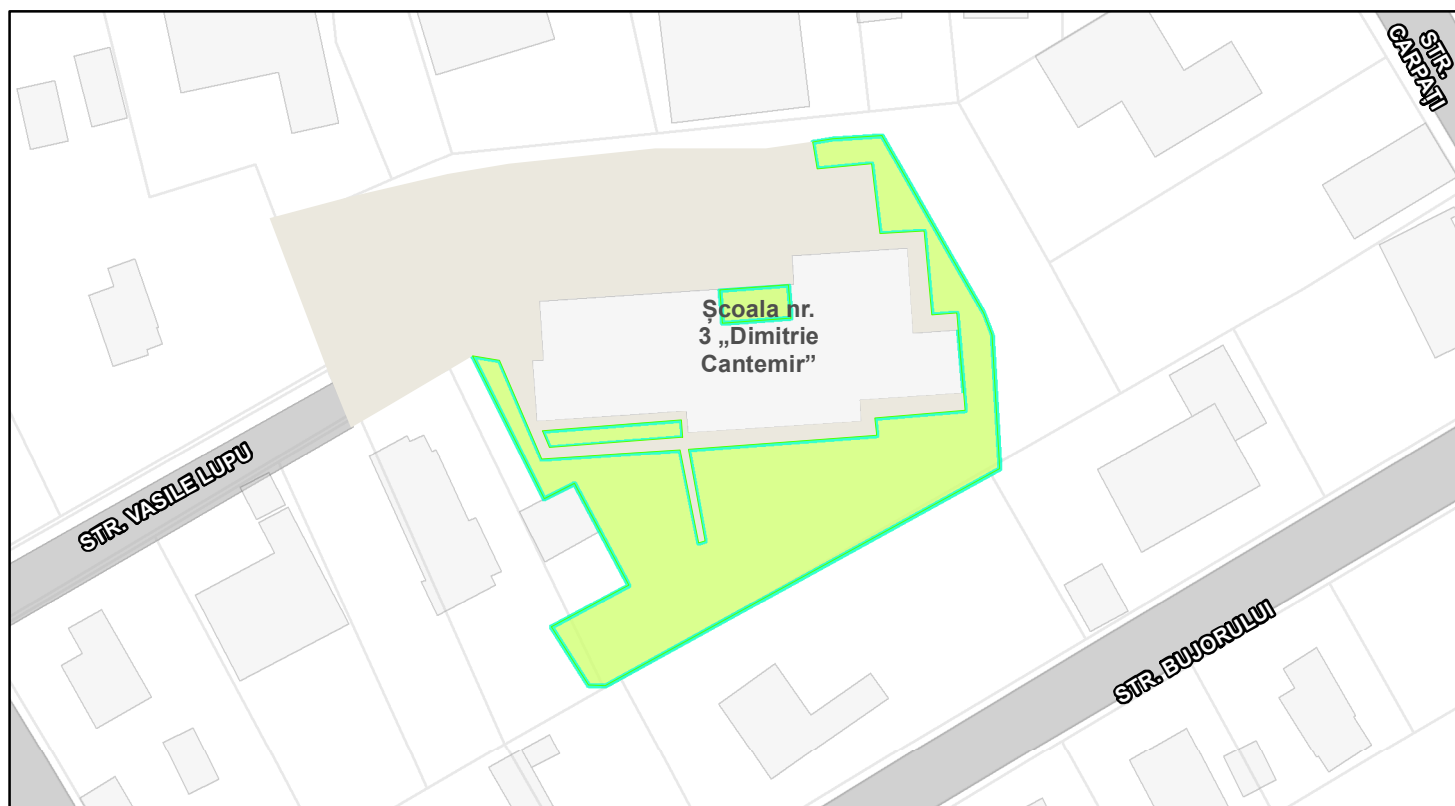 STR.
CARPAȚI
Școala nr.
3 „Dimitrie
Cantemir”
STR. VASILE LUPU
STR. BUJORULUI